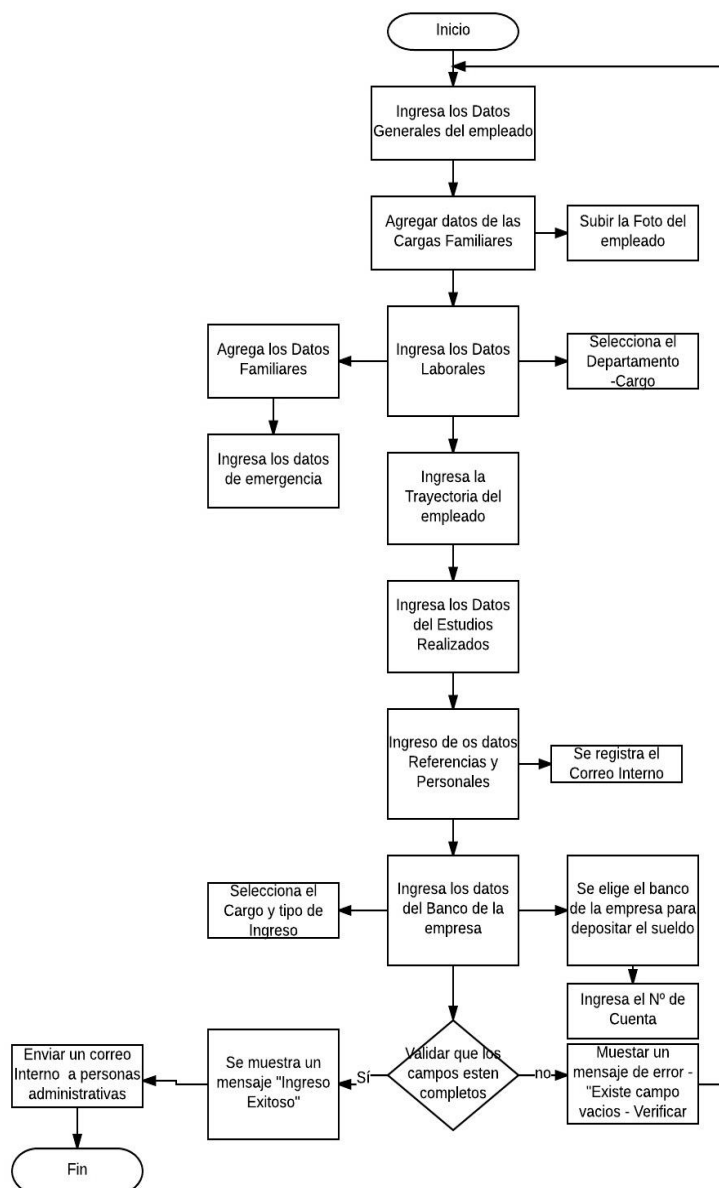 Inicio
Ingresa los Datos
Generales del empleado
Agregar datos de las
Cargas Familiares
Subir la Foto del
empleado
Agrega los Datos
Familiares
Ingresa los Datos
Laborales
Selecciona el
Departamento
-Cargo
Ingresa los datos
de emergencia
Ingresa la
Trayectoria del
empleado
Ingresa los Datos
del Estudios
Realizados
Ingreso de os datos
Referencias y
Personales
Se registra el
Correo Interno
Selecciona el
Cargo y tipo de
Ingreso
Ingresa los datos
del Banco de la
empresa
Se elige el banco
de la empresa para
depositar el sueldo
Ingresa el Nº de
Cuenta
Enviar un correo
Interno a personas
administrativas
Se muestra un
mensaje "Ingreso
Exitoso"
Sí
Validar que los
campos esten
completos
no
Muestar un
mensaje de error -
"Existe campo
vacios - Verificar
Fin